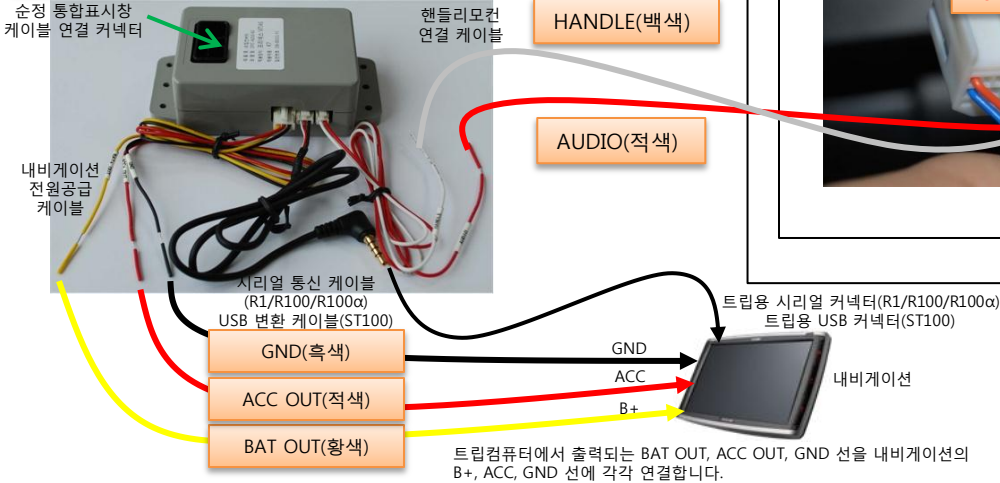 순정 통합표시창
케이블 연결 커넥터
핸들리모컨
연결 케이블
HANDLE(백색)
AUDIO(적색)
내비게이션
전원공급
케이블
시리얼 통신 케이블
(R1/R100/R100α)
USB 변환 케이블(ST100)
트립용 시리얼 커넥터(R1/R100/R100α)
트립용 USB 커넥터(ST100)
GND(흑색)
GND
ACC OUT(적색)
ACC
BAT OUT(황색)
B+
내비게이션
트립컴퓨터에서 출력되는 BAT OUT, ACC OUT, GND 선을 내비게이션의
B+, ACC, GND 선에 각각 연결합니다.